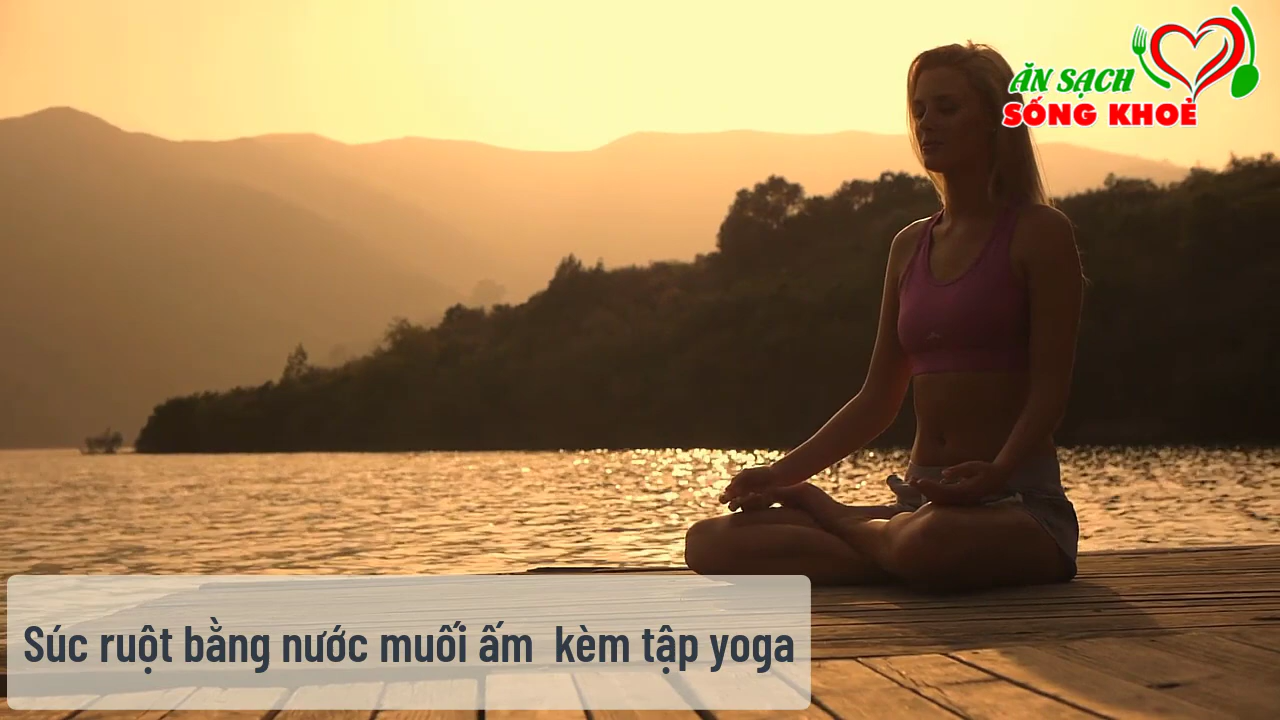 ĂN SẠCH
SỐNG KHOẺ
Súc ruột bằng nước muối ấm kèm tập yoga